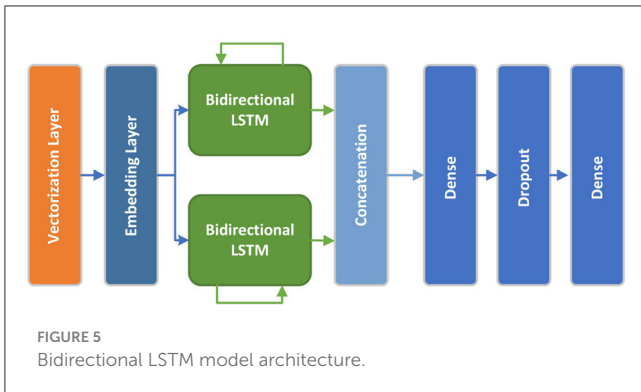 Vectorization Layer
Embedding Layer
Bidirectional
LSTM
Bidirectional
LSTM
Concatenation
Dense
Dropout
Dense
FIGURE 5
Bidirectional LSTM model architecture.